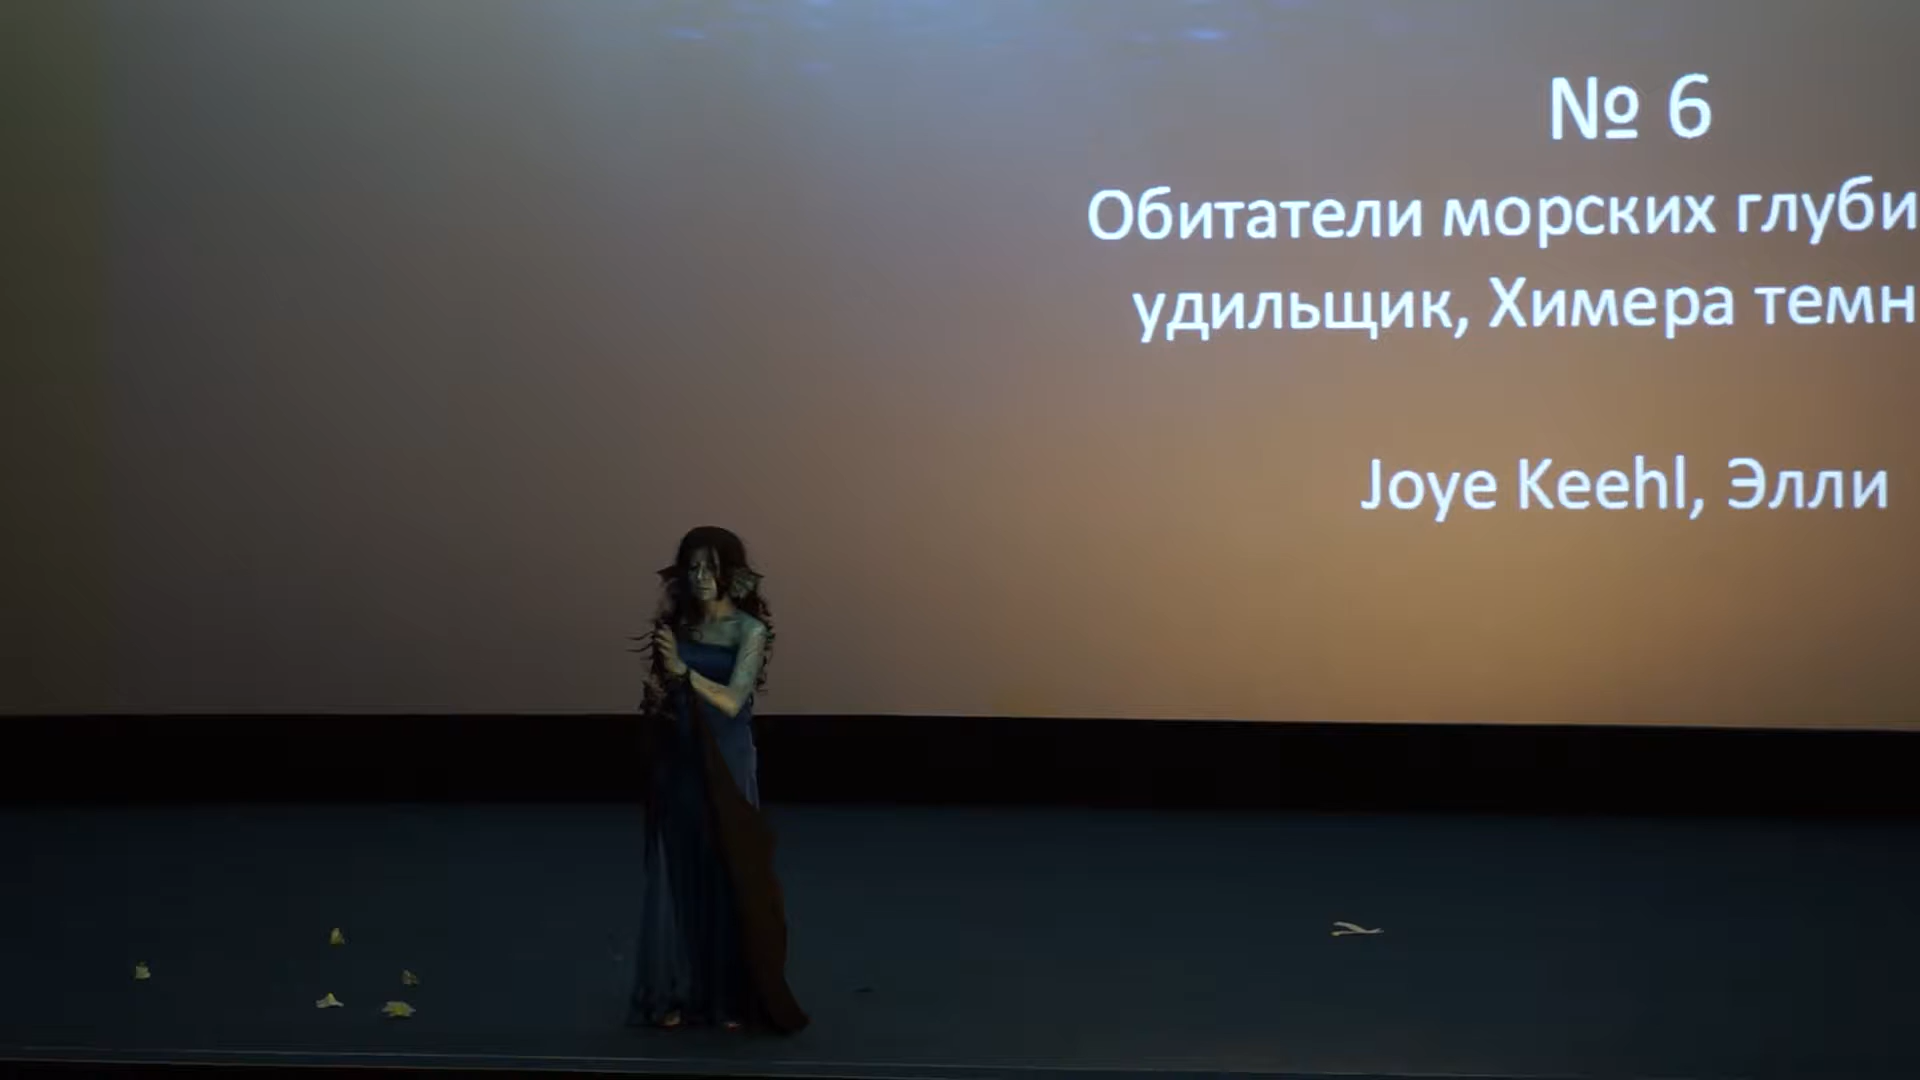 № 6
Обитатели морских глуби
удильщик, Химера темн
Joye Keehl, Элли